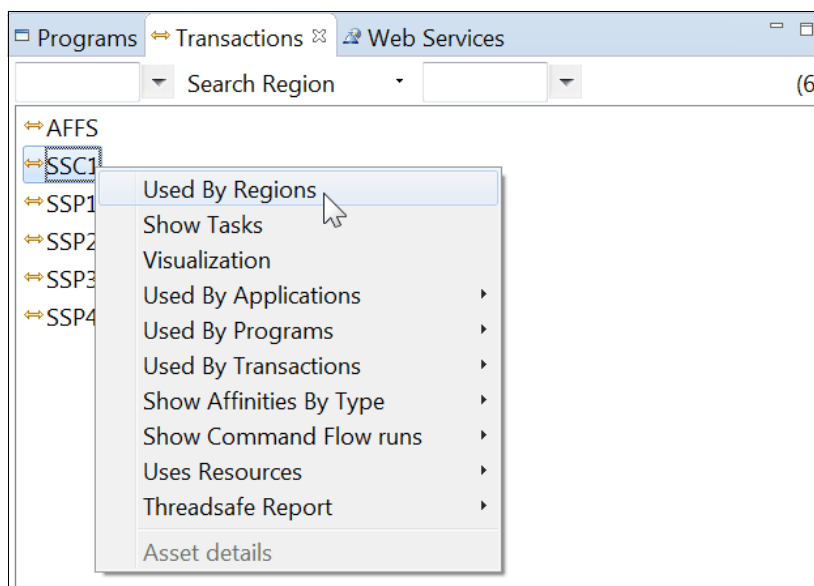 Programs Transactions Web Services
Search Region (6
AFFS
SSC1
Used By Regions
SSP1
Show Tasks
SSP2
Visualization
SSP3
Used By Applications
SSP4
Used By Programs
Used By Transactions
Show Affinities By Type
Show Command Flow runs
Uses Resources
Threadsafe Report
Asset details